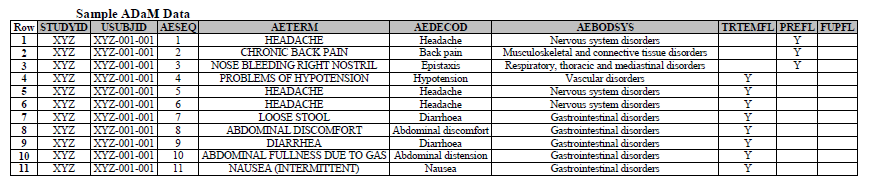 Sample ADaM Data
Row STUDYID USUBJID AESEQ AETERM AEDECOD AEBODSYS TRTEMFL PREFL FUPFL
1 XYZ XYZ-001-001 1 HEADACHE Headache Nervous system disorders Y
2 XYZ XYZ-001-001 2 CHRONIC BACK PAIN Back pain Musculoskeletal and connective tissue disorders Y
3 XYZ XYZ-001-001 3 NOSE BLEEDING RIGHT NOSTRIL Epistaxis Respiratory, thoracic and mediastinal disorders Y
4 XYZ XYZ-001-001 4 PROBLEMS OF HYPOTENSION Hypotension Vascular disorders Y
5 XYZ XYZ-001-001 5 HEADACHE Headache Nervous system disorders Y
6 XYZ XYZ-001-001 6 HEADACHE Headache Nervous system disorders Y
7 XYZ XYZ-001-001 7 LOOSE STOOL Diarrhoea Gastrointestinal disorders Y
8 XYZ XYZ-001-001 8 ABDOMINAL DISCOMFORT Abdominal discomfort Gastrointestinal disorders Y
9 XYZ XYZ-001-001 9 DIARRHEA Diarrhoea Gastrointestinal disorders Y
10 XYZ XYZ-001-001 10 ABDOMINAL FULLNESS DUE TO GAS Abdominal distension Gastrointestinal disorders Y
11 XYZ XYZ-001-001 11 NAUSEA (INTERMITTENT) Nausea Gastrointestinal disorders Y